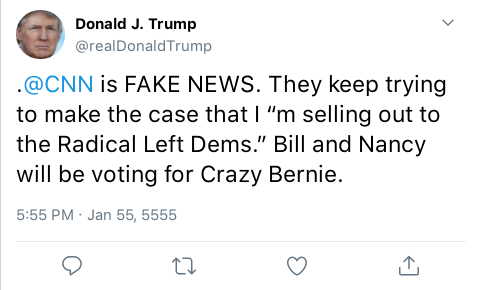 Donald J. Trump
@realDonaldTrump
.@CNN is FAKE NEWS. They keep trying
to make the case that I “m selling out to
the Radical Left Dems.” Bill and Nancy
will be voting for Crazy Bernie.
5:55 PM · Jan 55, 5555